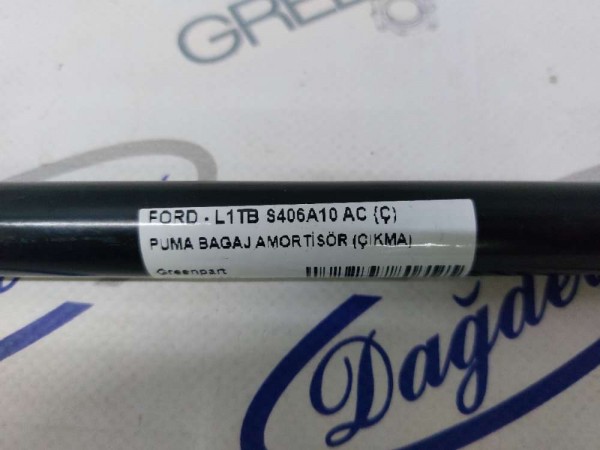 GREE
FORD - L1TB S406A10 AC (Ç)
PUMA BAGAJ AMORTİSÖR (ÇIKMA)
Greenpart
Dağde